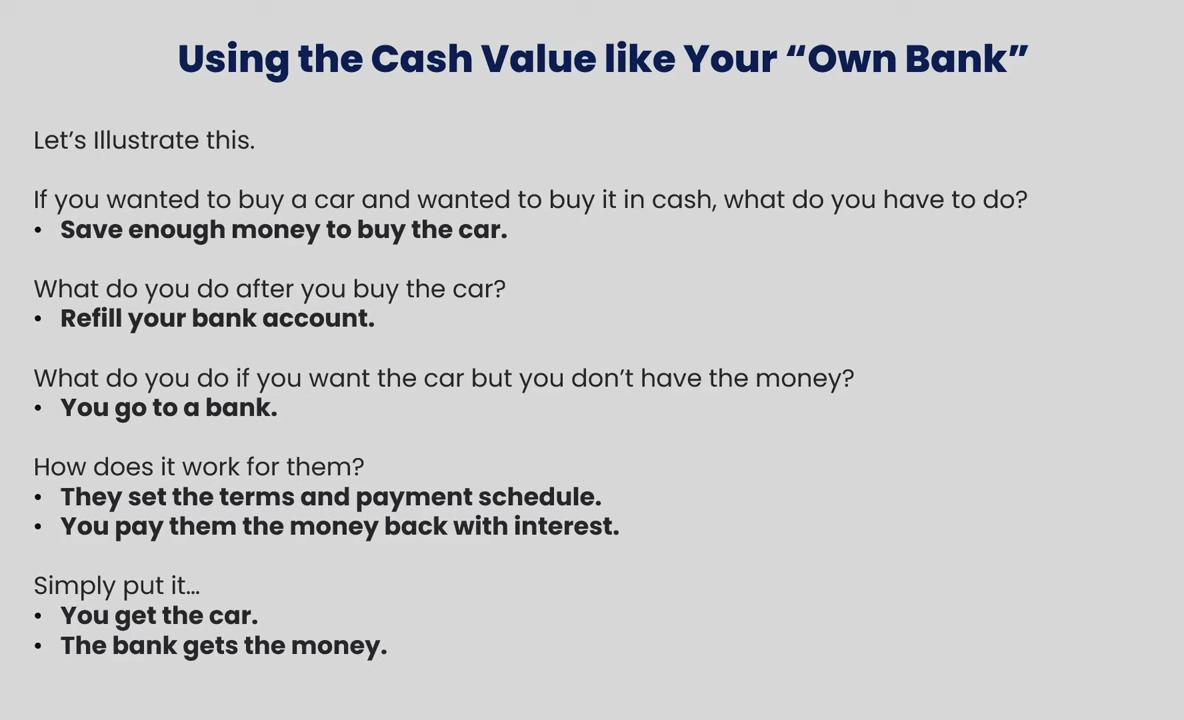 Using the Cash Value like Your “Own Bank”
Let’s Illustrate this.
If you wanted to buy a car and wanted to buy it in cash, what do you have to do?
• Save enough money to buy the car.
What do you do after you buy the car?
• Refill your bank account.
What do you do if you want the car but you don’t have the money?
• You go to a bank.
How does it work for them?
• They set the terms and payment schedule.
• You pay them the money back with interest.
Simply put it…
• You get the car.
• The bank gets the money.